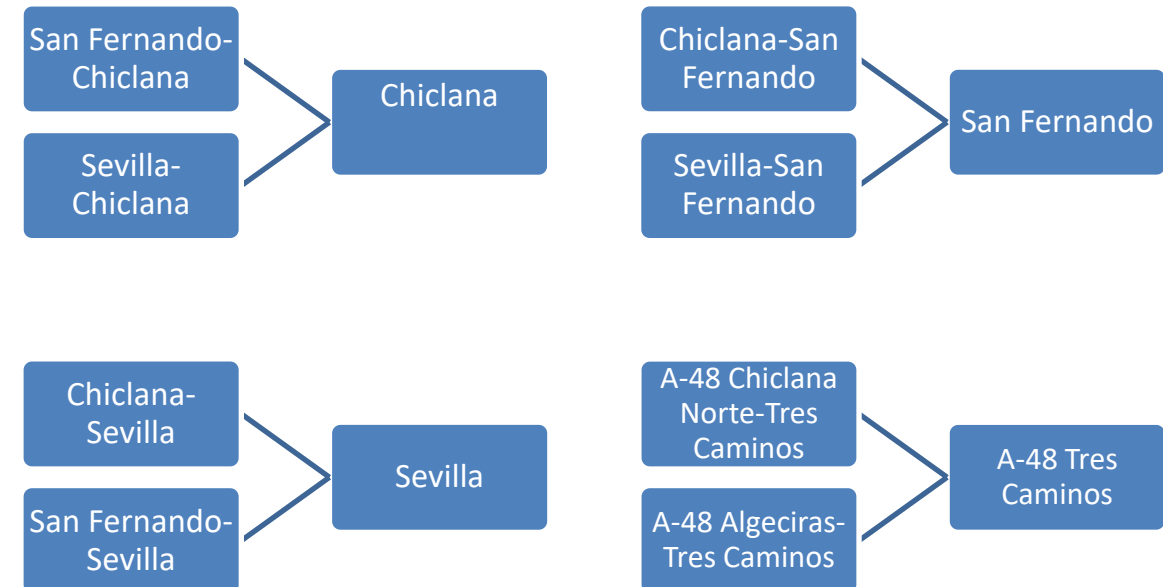 San Fernando-
Chiclana
Sevilla-
Chiclana
Chiclana
Chiclana-San
Fernando
Sevilla-San
Fernando
San Fernando
Chiclana-
Sevilla
San Fernando-
Sevilla
Sevilla
A-48 Chiclana
Norte-Tres
Caminos
A-48 Algeciras-
Tres Caminos
A-48 Tres
Caminos